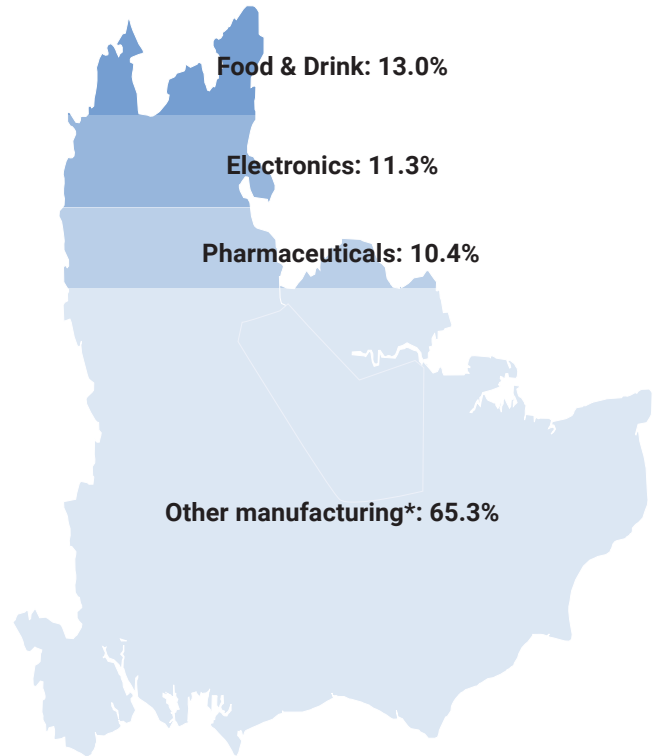 Food & Drink: 13.0%
Electronics: 11.3%
Pharmaceuticals: 10.4%
Other manufacturing*: 65.3%